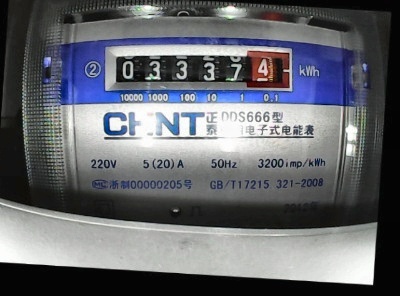 ② 033374 kWh
10000 1000 100 10 1 0.1
CHNT 正 DDS666型
泰 电子式电能表
220V 5(20)A 50Hz 3200imp/kWh
浙制00000205号 GB/T17215 321-2008